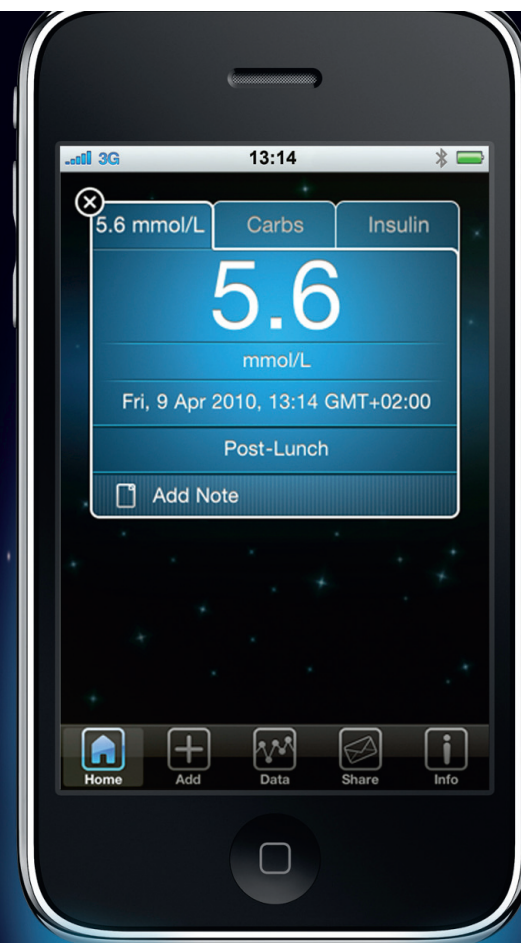 3G 13:14
5.6 mmol/L Carbs Insulin
5.6
mmol/L
Fri, 9 Apr 2010, 13:14 GMT+02:00
Post-Lunch
Add Note
Home Add Data Share Info